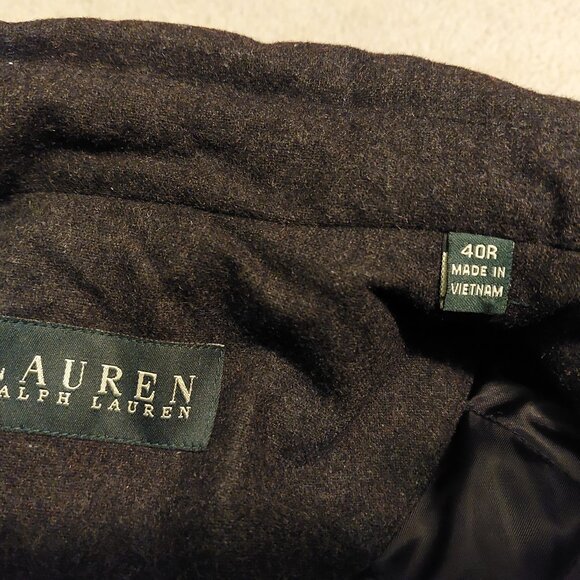 40R
MADE IN
VIETNAM
LAUREN
ALPH LAUREN